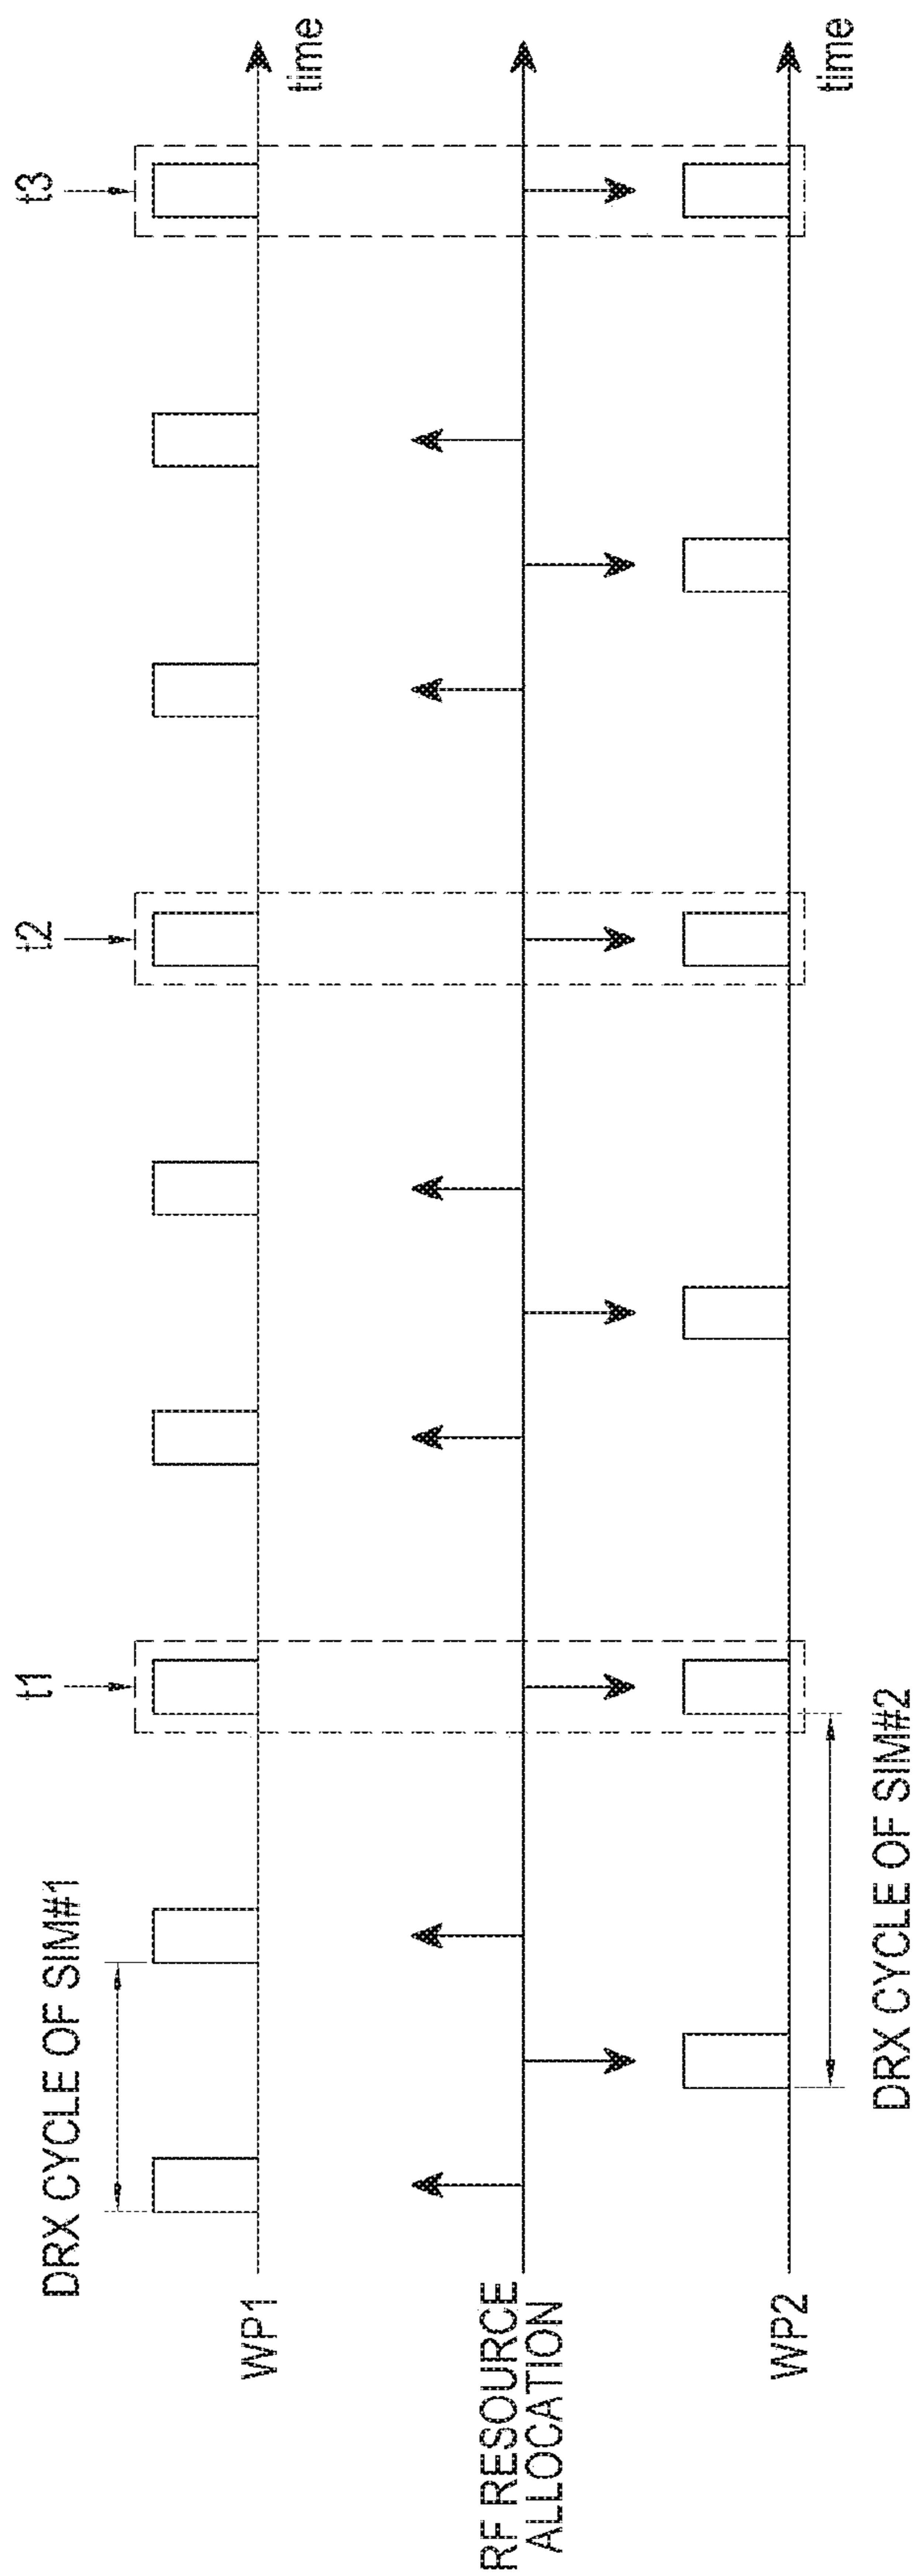 t1
t2
t3
DRX CYCLE OF SIM#1
WP1
time
RF RESOURCE
ALLOCATION
WP2
time
DRX CYCLE OF SIM#2